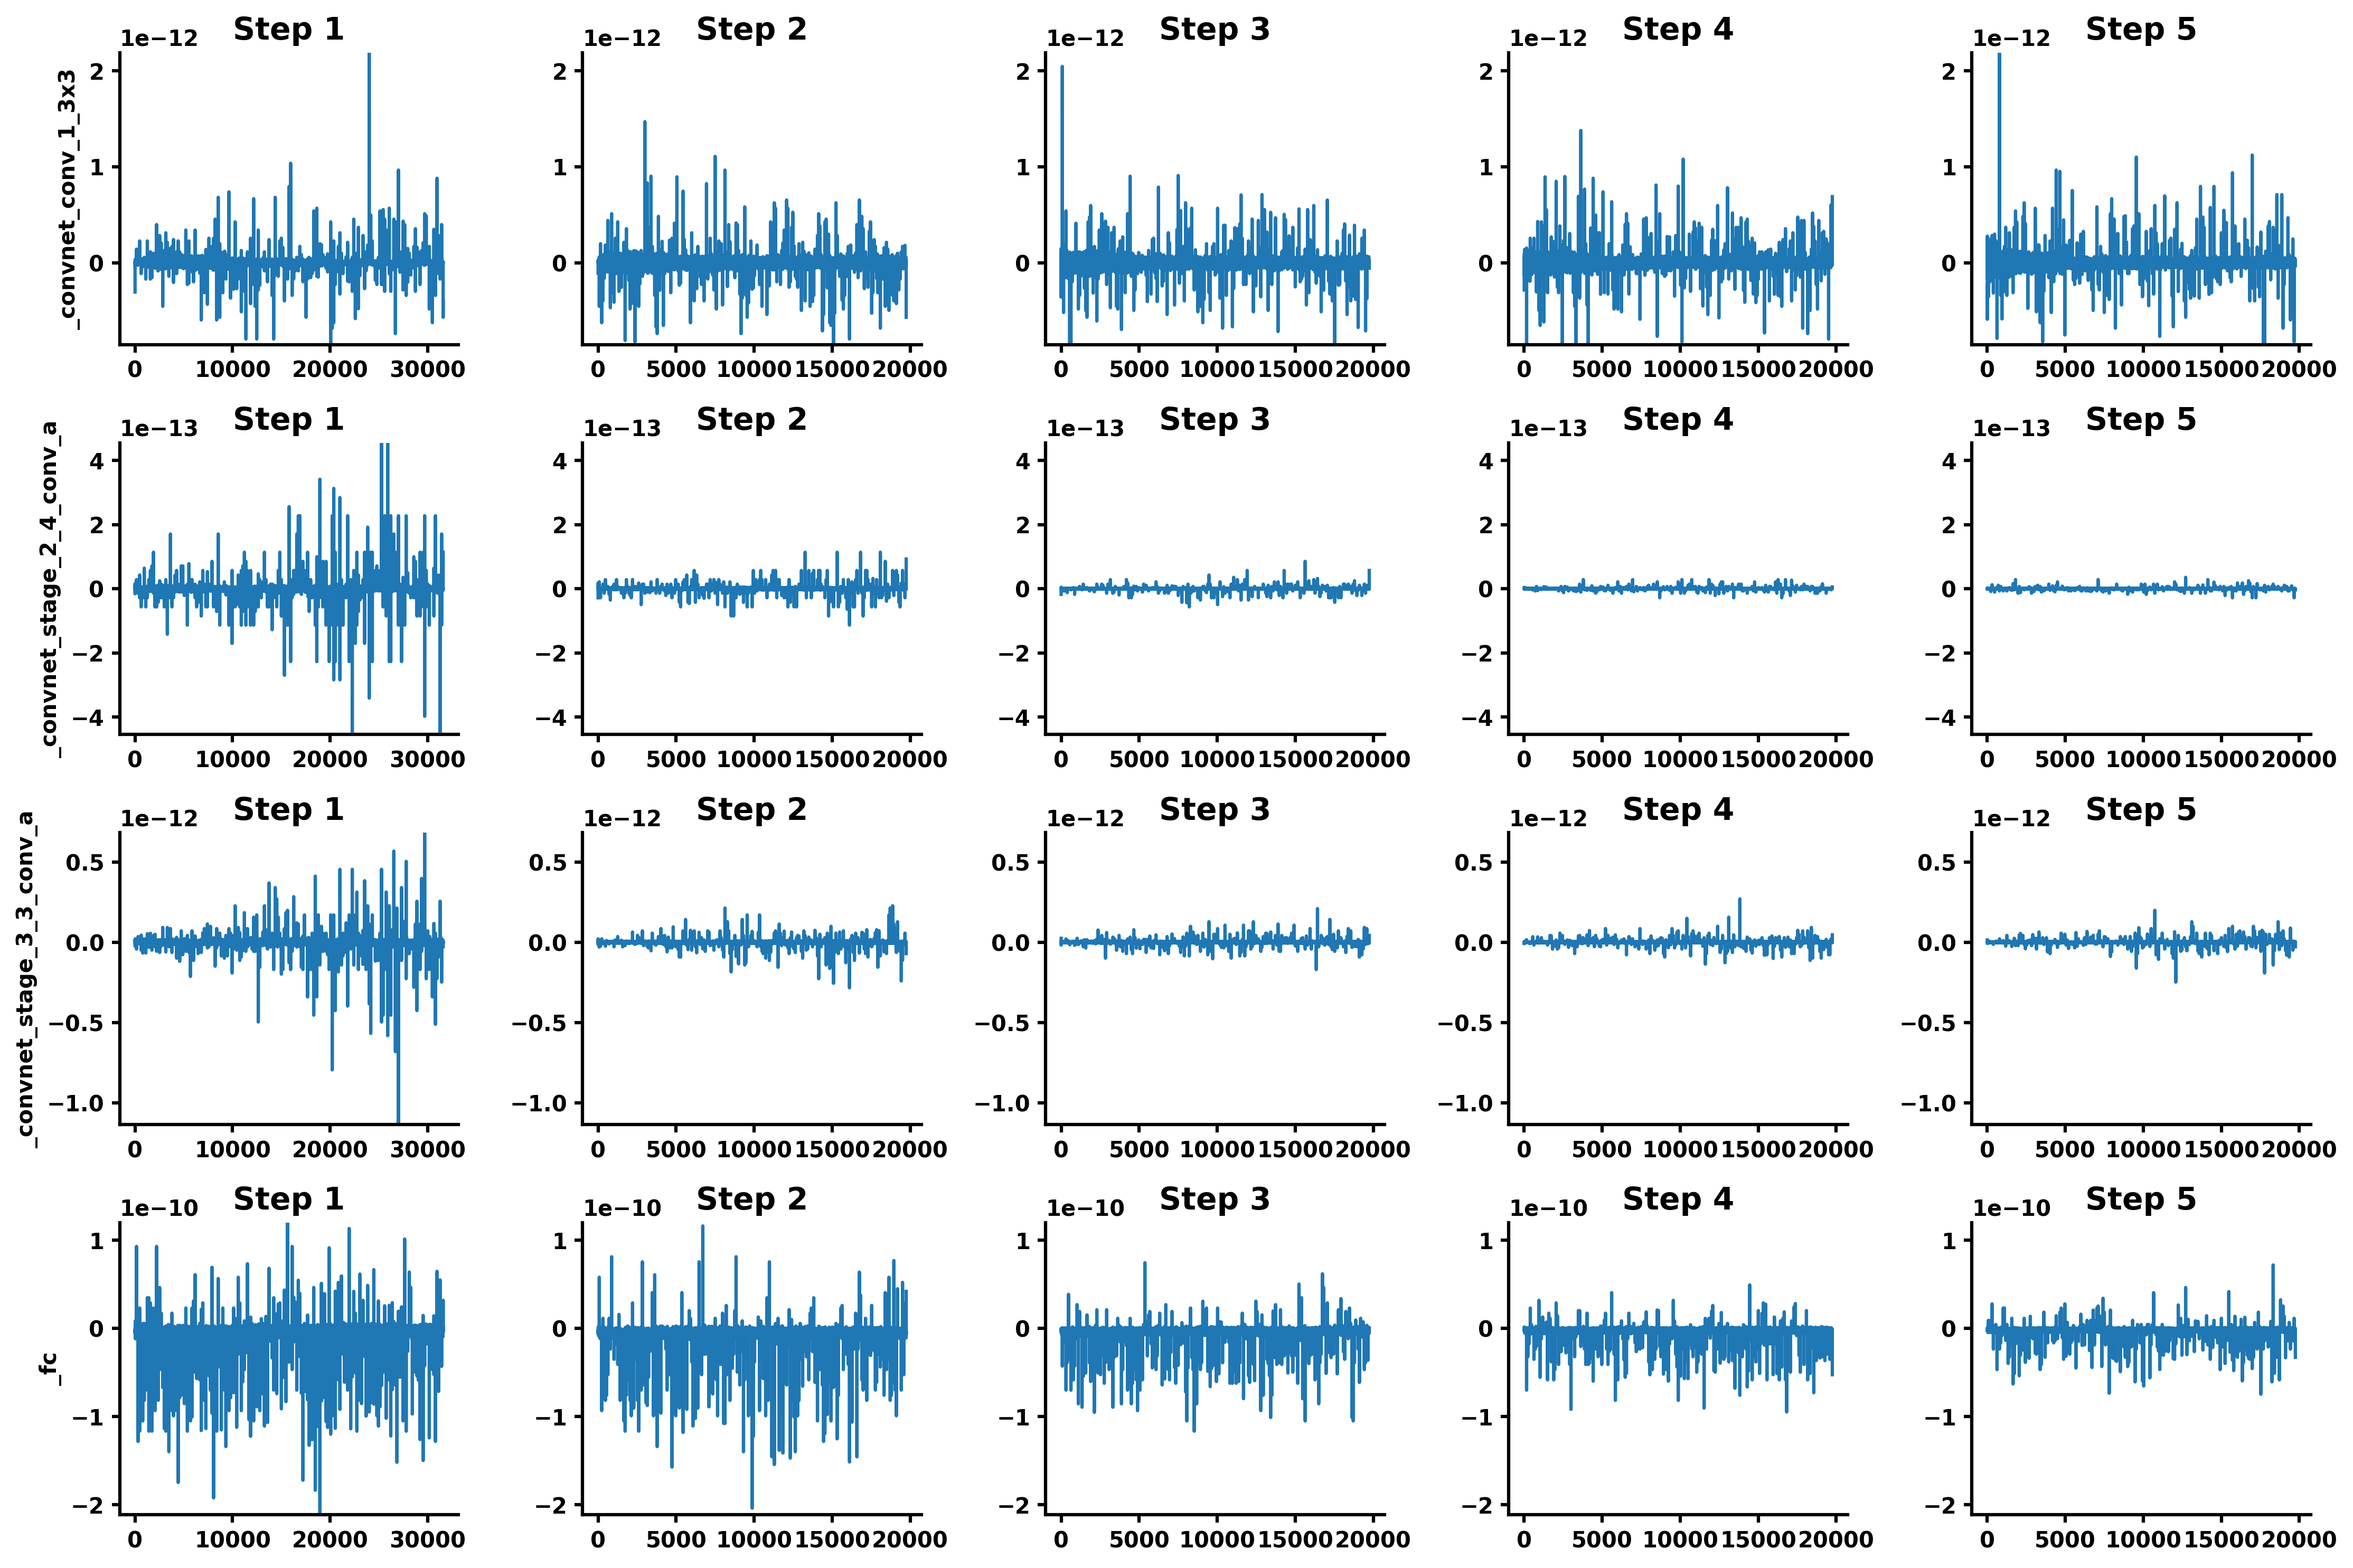 Step 1 Step 2 Step 3 Step 4 Step 5
1e−12 1e−12 1e−12 1e−12 1e−12
_convnet_conv_1_3x3
2 2 2 2 2
1 1 1 1 1
0 0 0 0 0
0 10000 20000 30000 0 5000 10000 15000 20000 0 5000 10000 15000 20000 0 5000 10000 15000 20000 0 5000 10000 15000 20000
Step 1 Step 2 Step 3 Step 4 Step 5
1e−13 1e−13 1e−13 1e−13 1e−13
_convnet_stage_2_4_conv_a
4 4 4 4 4
2 2 2 2 2
0 0 0 0 0
−2 −2 −2 −2 −2
−4 −4 −4 −4 −4
0 10000 20000 30000 0 5000 10000 15000 20000 0 5000 10000 15000 20000 0 5000 10000 15000 20000 0 5000 10000 15000 20000
Step 1 Step 2 Step 3 Step 4 Step 5
1e−12 1e−12 1e−12 1e−12 1e−12
_convnet_stage_3_3_conv_a
0.5 0.5 0.5 0.5 0.5
0.0 0.0 0.0 0.0 0.0
−0.5 −0.5 −0.5 −0.5 −0.5
−1.0 −1.0 −1.0 −1.0 −1.0
0 10000 20000 30000 0 5000 10000 15000 20000 0 5000 10000 15000 20000 0 5000 10000 15000 20000 0 5000 10000 15000 20000
Step 1 Step 2 Step 3 Step 4 Step 5
1e−10 1e−10 1e−10 1e−10 1e−10
_fc
1 1 1 1 1
0 0 0 0 0
−1 −1 −1 −1 −1
−2 −2 −2 −2 −2
0 10000 20000 30000 0 5000 10000 15000 20000 0 5000 10000 15000 20000 0 5000 10000 15000 20000 0 5000 10000 15000 20000